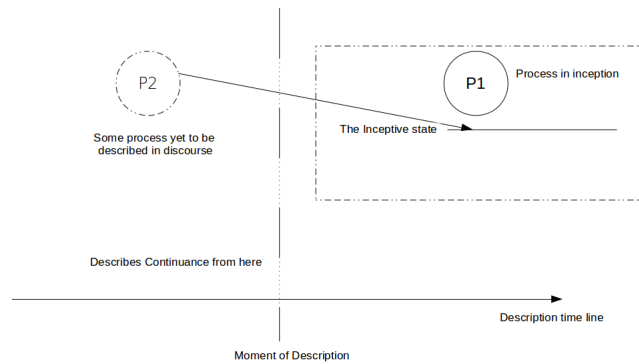 P2
P1
Process in inception
Some process yet to be
described in discourse
The Inceptive state
Describes Continuance from here
Description time line
Moment of Description